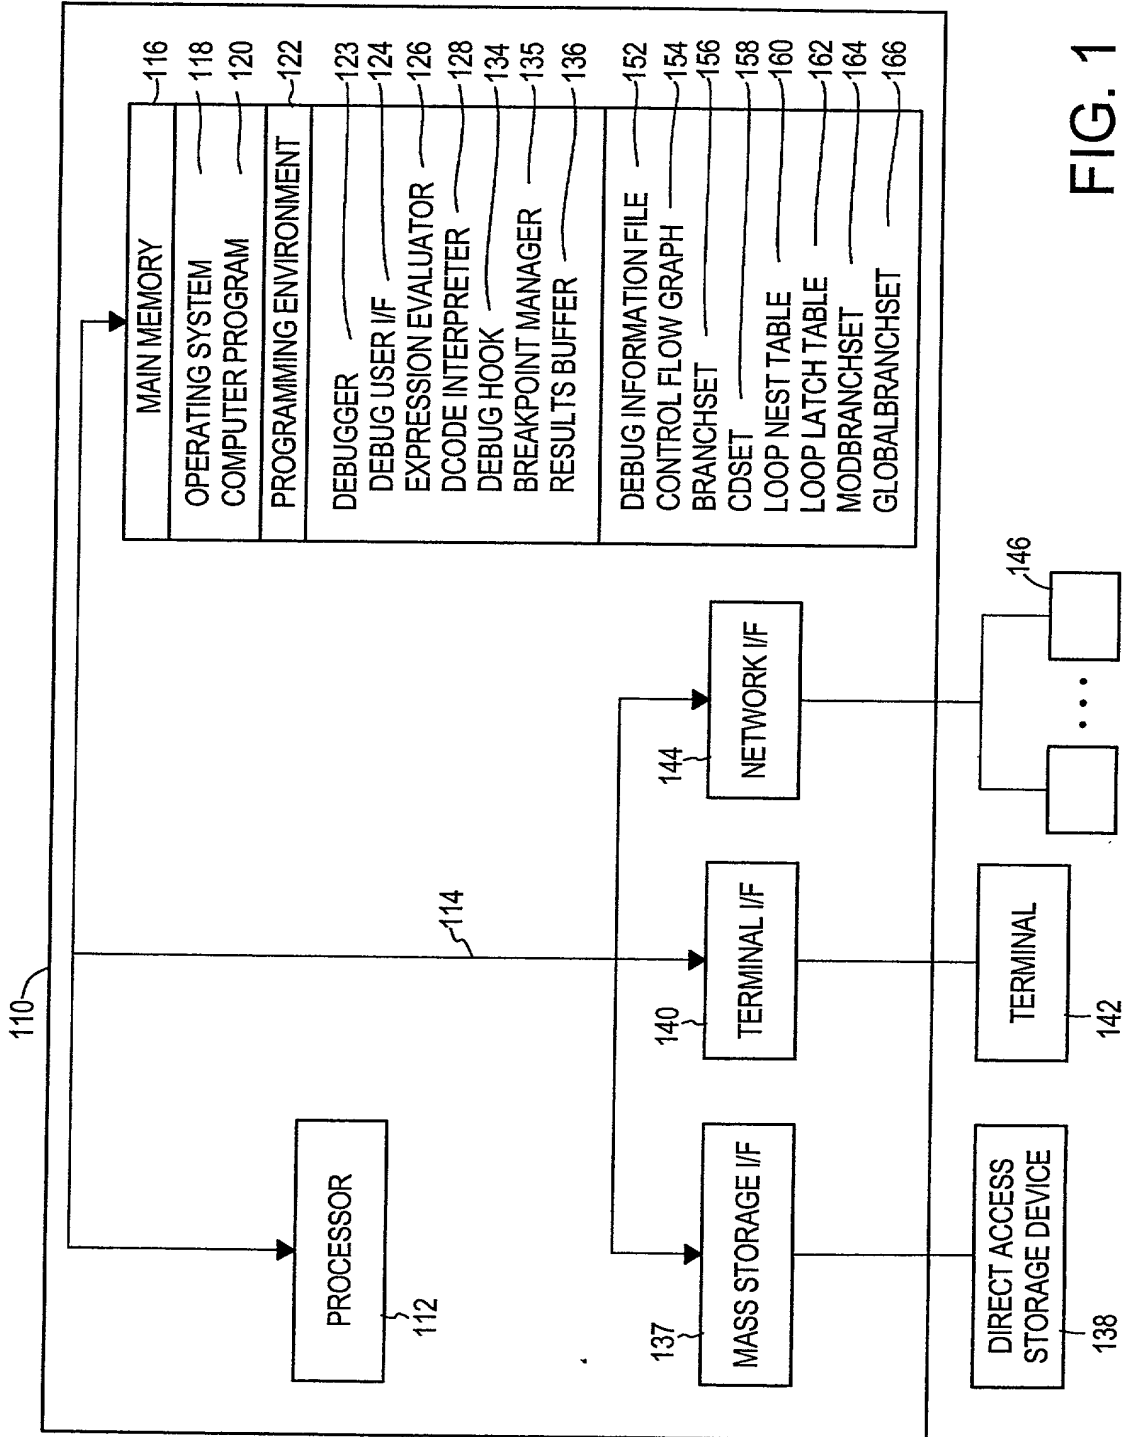 110
MAIN MEMORY
116
OPERATING SYSTEM
118
COMPUTER PROGRAM
120
PROGRAMMING ENVIRONMENT
122
DEBUGGER
123
DEBUG USER I/F
124
EXPRESSION EVALUATOR
126
DCODE INTERPRETER
128
DEBUG HOOK
134
BREAKPOINT MANAGER
135
RESULTS BUFFER
136
DEBUG INFORMATION FILE
152
CONTROL FLOW GRAPH
154
BRANCHSET
156
CDSET
158
LOOP NEST TABLE
160
LOOP LATCH TABLE
162
MODBRANCHSET
164
GLOBALBRANCHSET
166
PROCESSOR
112
114
137
MASS STORAGE I/F
140
TERMINAL I/F
144
NETWORK I/F
DIRECT ACCESS
STORAGE DEVICE
138
TERMINAL
142
146
FIG. 1